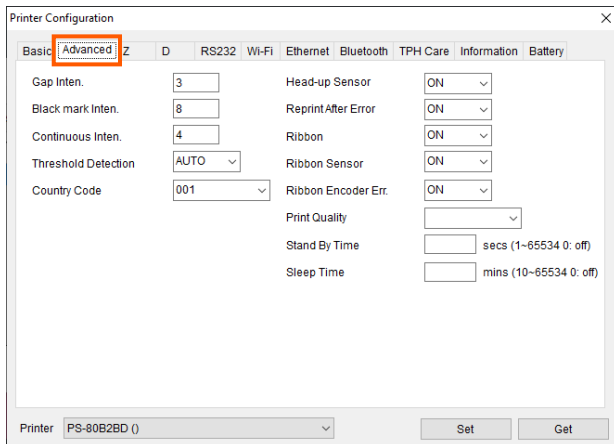 Printer Configuration
Basic Advanced Z D RS232 Wi-Fi Ethernet Bluetooth TPH Care Information Battery
Gap Inten. 3 Head-up Sensor ON
Black mark Inten. 8 Reprint After Error ON
Continuous Inten. 4 Ribbon ON
Threshold Detection AUTO Ribbon Sensor ON
Country Code 001 Ribbon Encoder Err. ON
Print Quality
Stand By Time secs (1~65534 0: off)
Sleep Time mins (10~65534 0: off)
Printer PS-80B2BD () Set Get